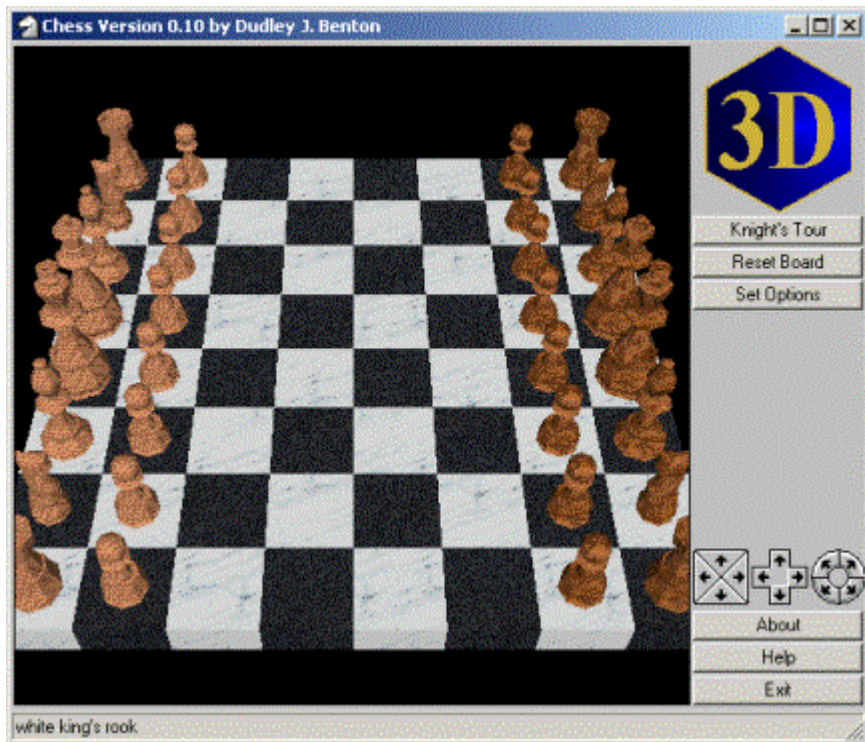 Chess Version 0.10 by Dudley J. Benton
3D
Knight's Tour
Reset Board
Set Options
About
Help
Exit
white king's rook